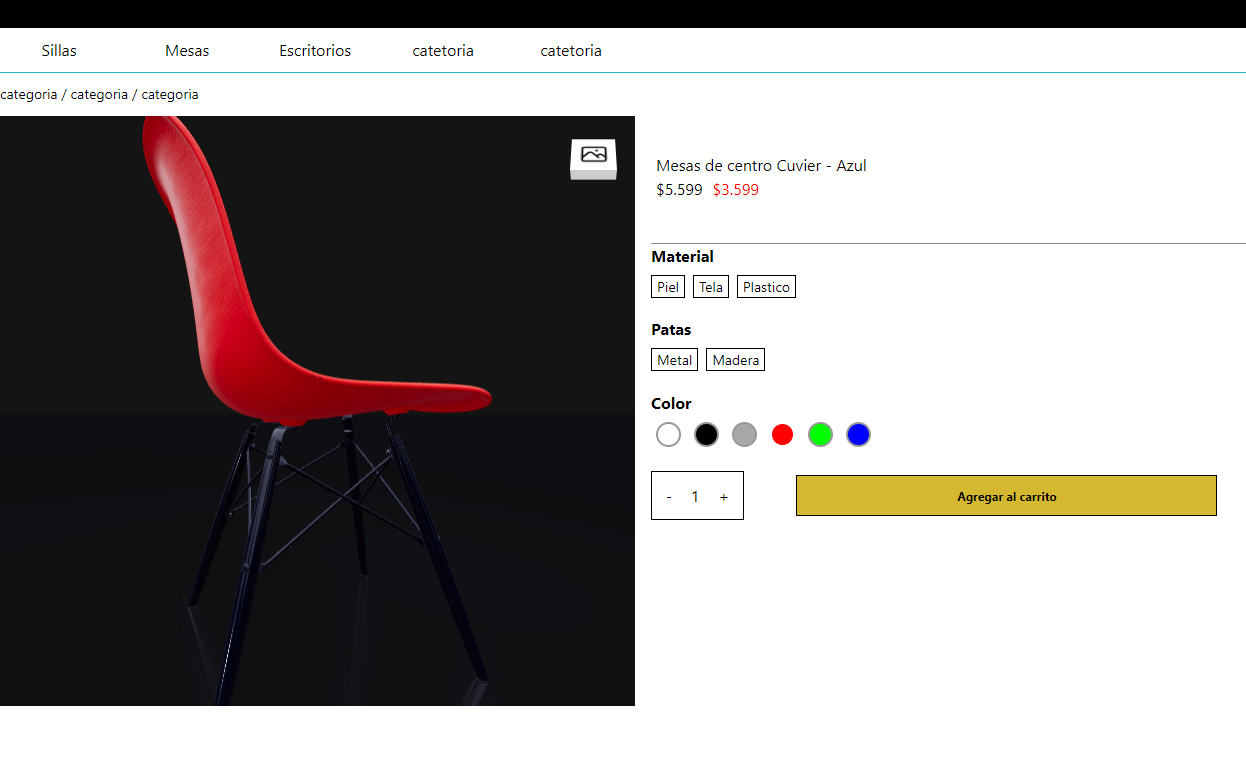 Sillas Mesas Escritorios catetoria catetoria
categoria / categoria / categoria
Mesas de centro Cuvier - Azul
$5.599 $3.599
Material
Piel Tela Plastico
Patas
Metal Madera
Color
- 1 +
Agregar al carrito